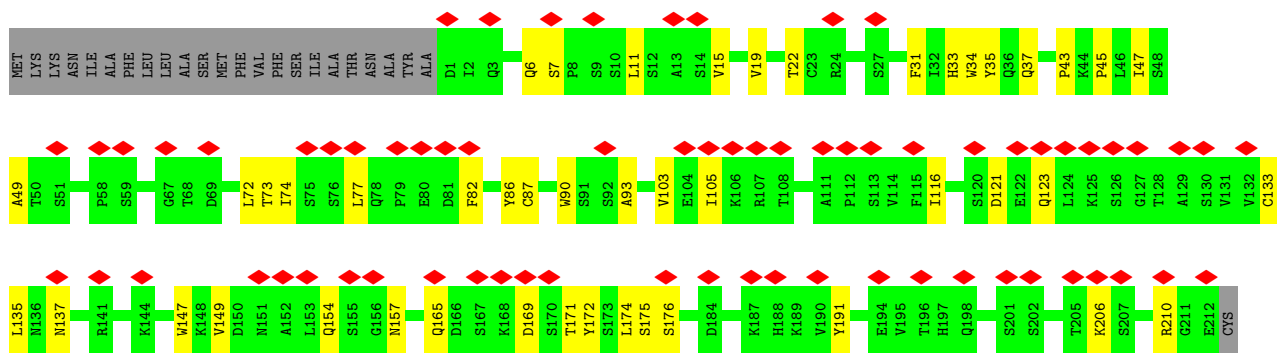 MET LYS LYS ASN ILE ALA PHE LEU LEU ALA SER MET PHE VAL PHE SER ILE ALA THR ASN ALA TYR ALA D1 I2 Q3 Q6 S7 P8 S9 S10 L11 S12 A13 S14 V15 V19 T22 C23 R24 S27 F31 I32 H33 W34 Y35 Q36 Q37 P43 K44 P45 L46 I47 S48
A49 T50 S51 P58 S59 G67 T68 D69 L72 T73 I74 S75 S76 L77 Q78 P79 E80 D81 F82 Y86 C87 W90 S91 S92 A93 V103 E104 I105 K106 R107 T108 A111 P112 S113 V114 F115 I116 S120 D121 E122 Q123 L124 K125 S126 G127 T128 A129 S130 V131 V132 C133
L135 N136 N137 R141 K144 W147 K148 V149 D150 N151 A152 L153 Q154 S155 G156 N157 Q165 D166 S167 K168 D169 S170 T171 Y172 S173 L174 S175 S176 D184 K187 H188 K189 V190 Y191 E194 V195 T196 H197 Q198 S201 S202 T205 K206 S207 R210 G211 E212 CYS